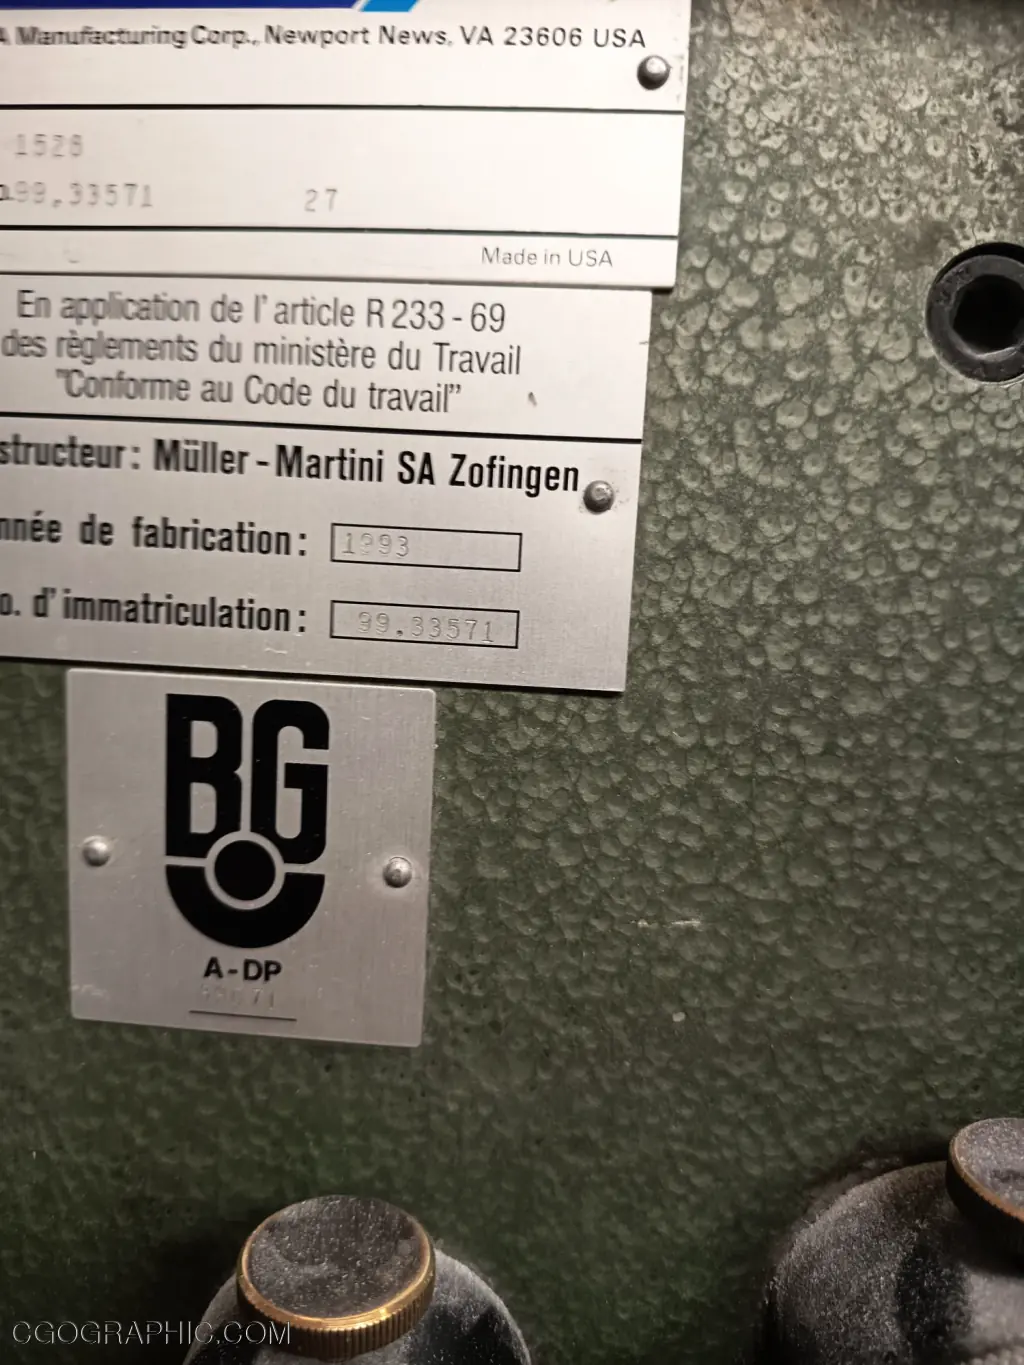 Manufacturing Corp., Newport News, VA 23606 USA
1528
99.33571 27
Made in USA
En application de l'article R 233-69
des règlements du ministère du Travail
"Conforme au Code du travail"
structeur: Müller-Martini SA Zofingen
nnée de fabrication: 1993
o. d'immatriculation: 99.33571
BG
A-DP
CGOGRAPHIC.COM